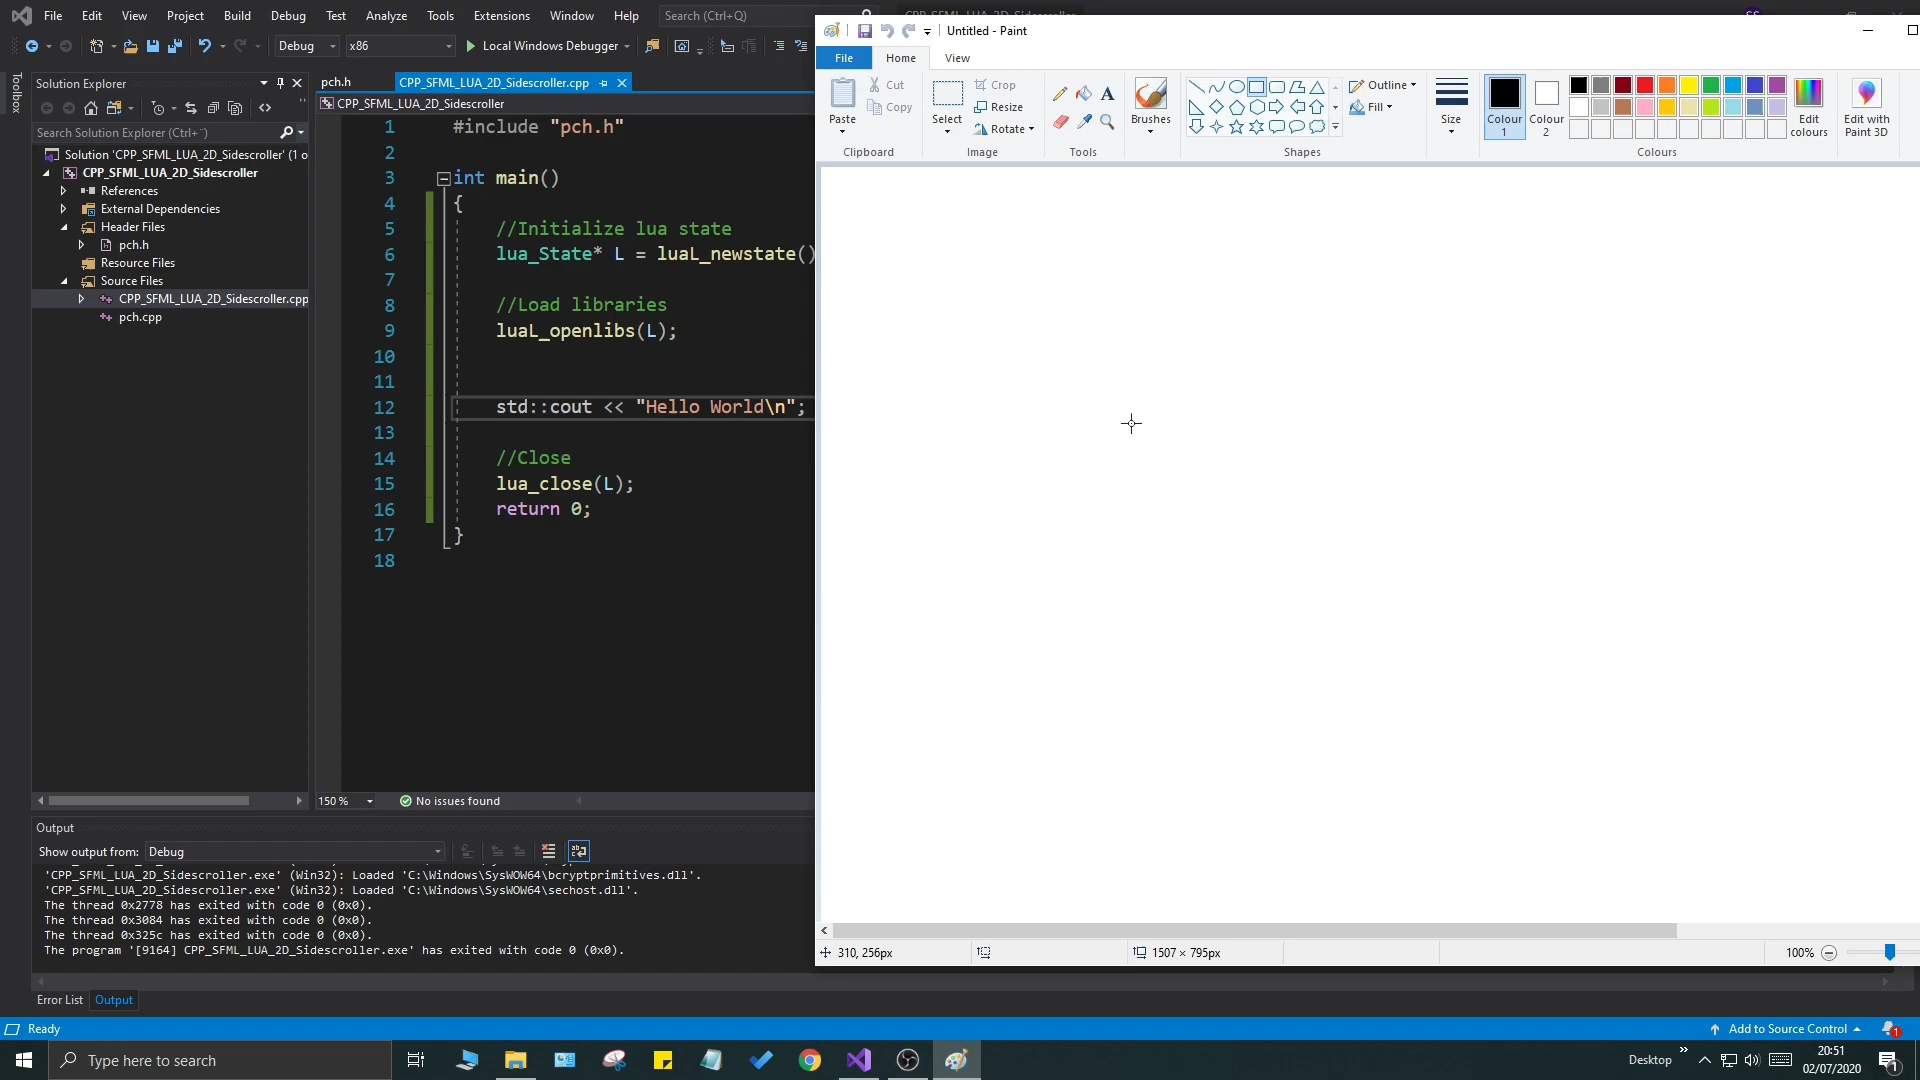 File Edit View Project Build Debug Test Analyze Tools Extensions Window Help Search (Ctrl+Q)
Debug x86 Local Windows Debugger
Toolbox
Solution Explorer
Search Solution Explorer (Ctrl+¨)
Solution 'CPP_SFML_LUA_2D_Sidescroller' (1 o
CPP_SFML_LUA_2D_Sidescroller
References
External Dependencies
Header Files
pch.h
Resource Files
Source Files
CPP_SFML_LUA_2D_Sidescroller.cpp
pch.cpp
pch.h CPP_SFML_LUA_2D_Sidescroller.cpp
CPP_SFML_LUA_2D_Sidescroller
1 #include "pch.h"
2
3 int main()
4 {
5 //Initialize lua state
6 lua_State* L = luaL_newstate()
7
8 //Load libraries
9 luaL_openlibs(L);
10
11
12 std::cout << "Hello World\n";
13
14 //Close
15 lua_close(L);
16 return 0;
17 }
18
150 % No issues found
Output
Show output from: Debug
'CPP_SFML_LUA_2D_Sidescroller.exe' (Win32): Loaded 'C:\Windows\SysWOW64\bcryptprimitives.dll'.
'CPP_SFML_LUA_2D_Sidescroller.exe' (Win32): Loaded 'C:\Windows\SysWOW64\sechost.dll'.
The thread 0x2778 has exited with code 0 (0x0).
The thread 0x3084 has exited with code 0 (0x0).
The thread 0x325c has exited with code 0 (0x0).
The program '[9164] CPP_SFML_LUA_2D_Sidescroller.exe' has exited with code 0 (0x0).
Error List Output
Ready Add to Source Control 1
Untitled - Paint
File Home View
Paste
Cut
Copy
Clipboard
Select
Crop
Resize
Rotate
Image
A
Tools
Brushes
Outline
Fill
Shapes
Size
Colour 1
Colour 2
Edit colours
Edit with Paint 3D
Colours
310, 256px 1507 × 795px 100%
Type here to search
Desktop
20:51
02/07/2020
1